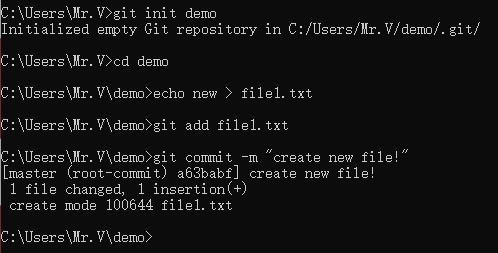 C:\Users\Mr.V>git init demo
Initialized empty Git repository in C:/Users/Mr.V/demo/.git/
C:\Users\Mr.V>cd demo
C:\Users\Mr.V\demo>echo new > file1.txt
C:\Users\Mr.V\demo>git add file1.txt
C:\Users\Mr.V\demo>git commit -m "create new file!"
[master (root-commit) a63babf] create new file!
 1 file changed, 1 insertion(+)
 create mode 100644 file1.txt
C:\Users\Mr.V\demo>